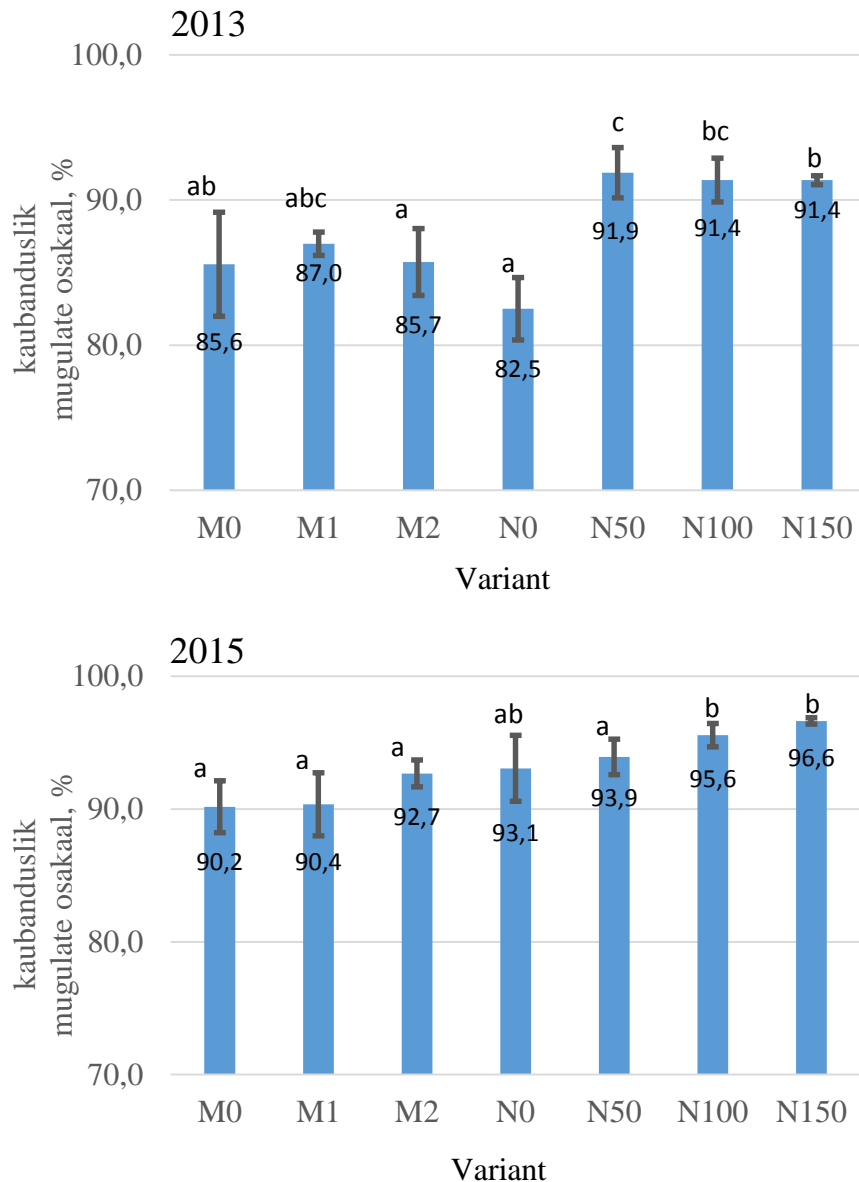 2013
100,0
90,0
80,0
70,0
kaubanduslik
mugulate osakaal, %
ab
abc
a
a
c
bc
b
85,6
87,0
85,7
82,5
91,9
91,4
91,4
M0 M1 M2 N0 N50 N100 N150
Variant
2015
100,0
90,0
80,0
70,0
kaubanduslik
mugulate osakaal, %
a
a
a
ab
a
b
b
90,2
90,4
92,7
93,1
93,9
95,6
96,6
M0 M1 M2 N0 N50 N100 N150
Variant